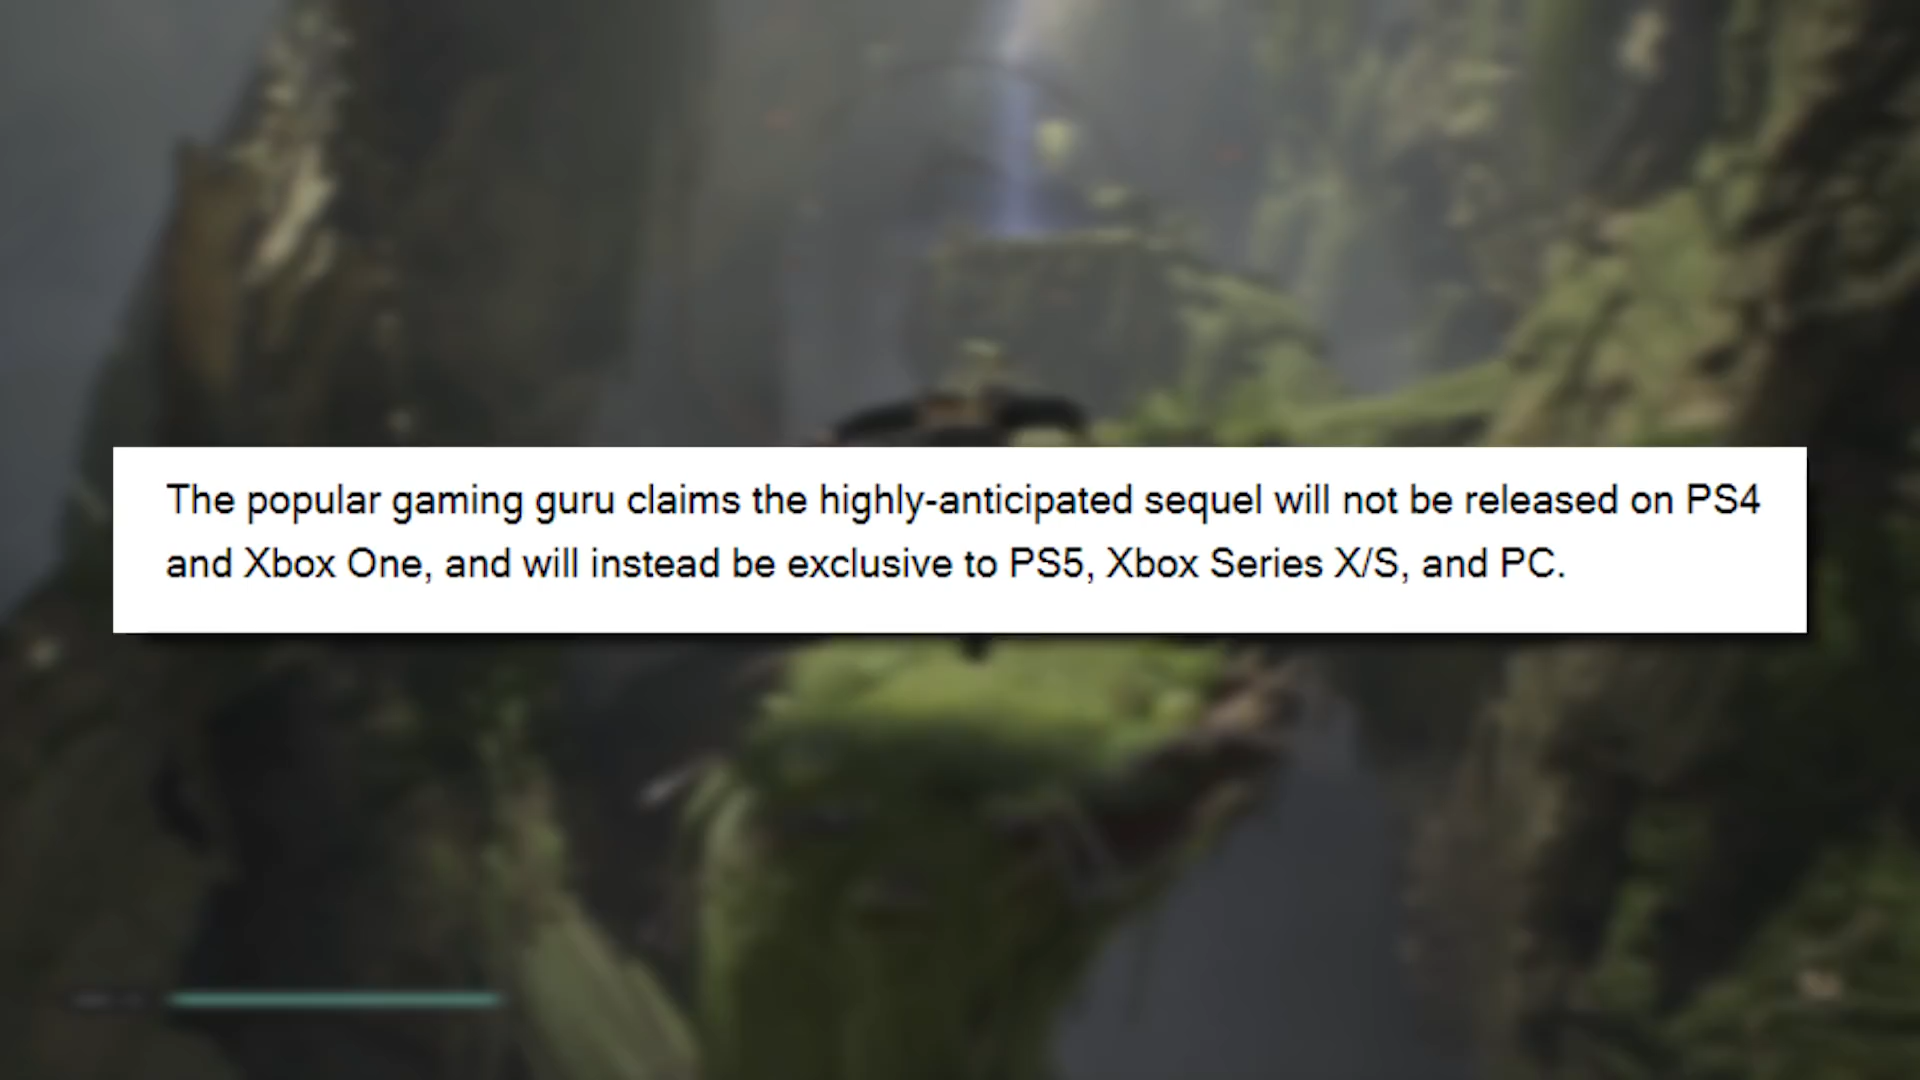 The popular gaming guru claims the highly-anticipated sequel will not be released on PS4
and Xbox One, and will instead be exclusive to PS5, Xbox Series X/S, and PC.